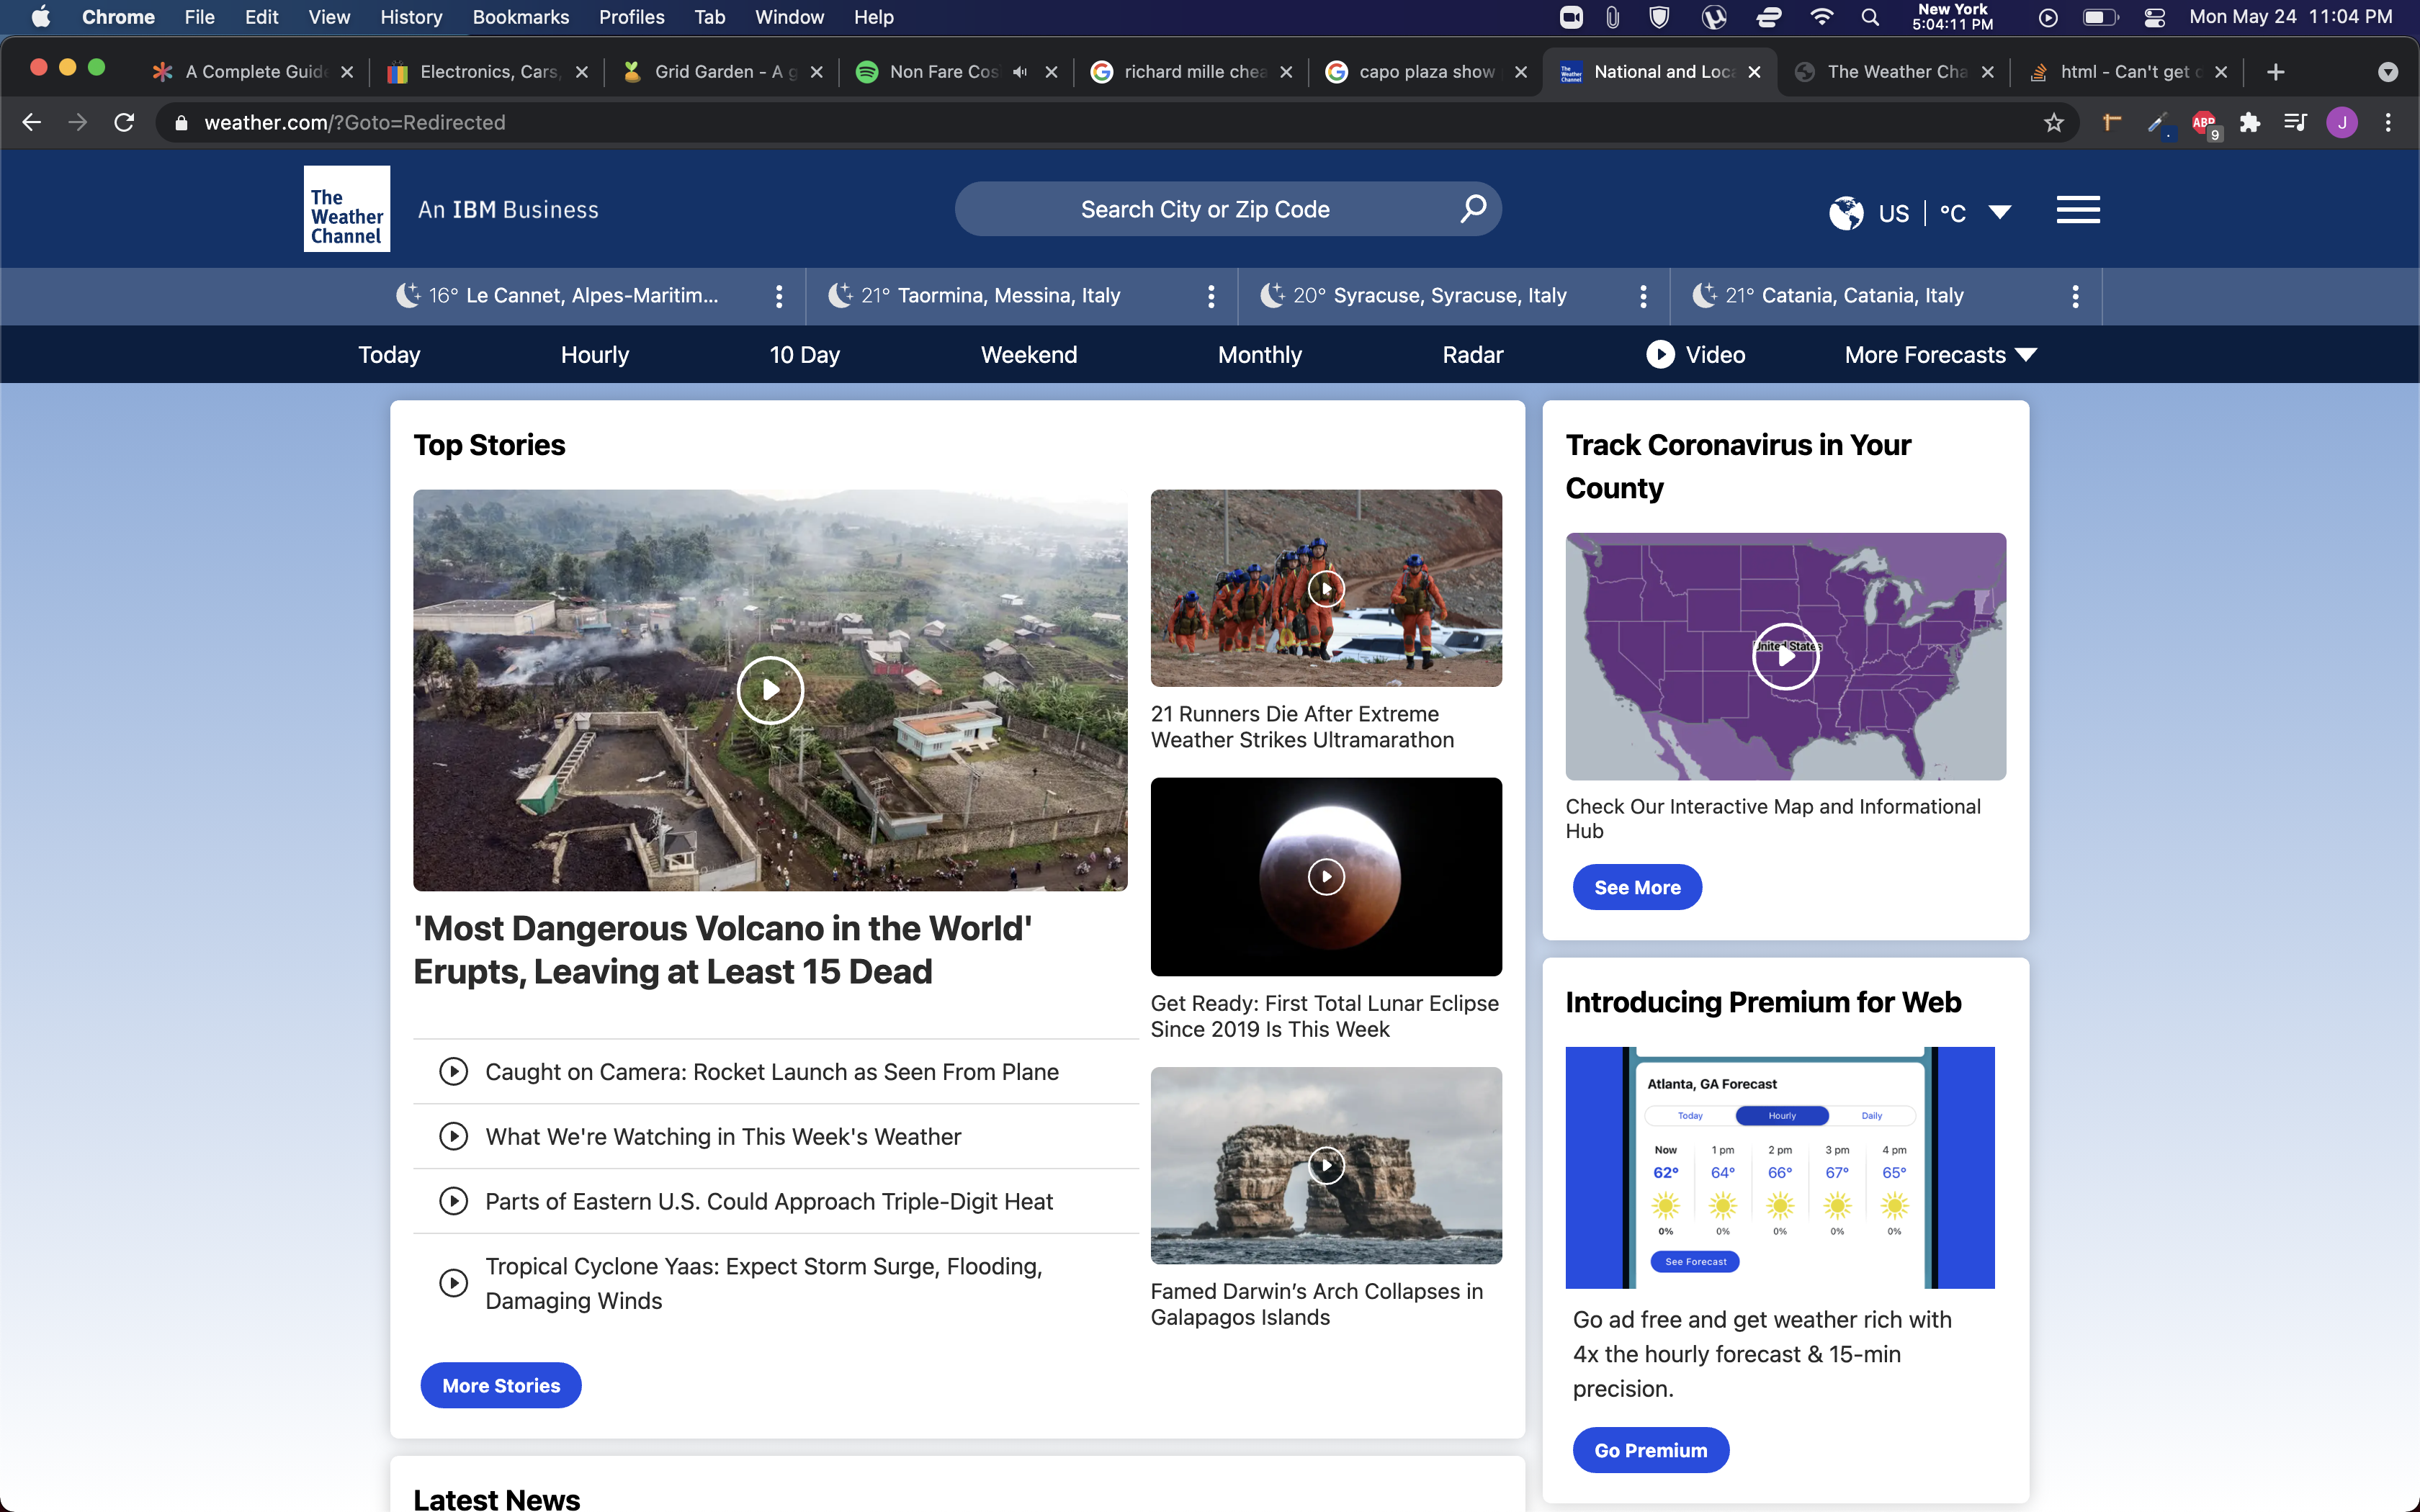 Chrome File Edit View History Bookmarks Profiles Tab Window Help
New York
5:04:11 PM
Mon May 24 11:04 PM
A Complete Guid
Electronics, Cars,
Grid Garden - A g
Non Fare Cos
richard mille chea
capo plaza show
National and Loc
The Weather Cha
html - Can't get
weather.com/?Goto=Redirected
ABP
9
J
The
Weather
Channel
An IBM Business
Search City or Zip Code
US
°C
16° Le Cannet, Alpes-Maritim...
21° Taormina, Messina, Italy
20° Syracuse, Syracuse, Italy
21° Catania, Catania, Italy
Today Hourly 10 Day Weekend Monthly Radar Video More Forecasts
Top Stories
'Most Dangerous Volcano in the World'
Erupts, Leaving at Least 15 Dead
Caught on Camera: Rocket Launch as Seen From Plane
What We're Watching in This Week's Weather
Parts of Eastern U.S. Could Approach Triple-Digit Heat
Tropical Cyclone Yaas: Expect Storm Surge, Flooding,
Damaging Winds
More Stories
21 Runners Die After Extreme
Weather Strikes Ultramarathon
Get Ready: First Total Lunar Eclipse
Since 2019 Is This Week
Famed Darwin’s Arch Collapses in
Galapagos Islands
Track Coronavirus in Your
County
United States
Check Our Interactive Map and Informational
Hub
See More
Introducing Premium for Web
Atlanta, GA Forecast
Today Hourly Daily
Now 1 pm 2 pm 3 pm 4 pm
62° 64° 66° 67° 65°
0% 0% 0% 0% 0%
See Forecast
Go ad free and get weather rich with
4x the hourly forecast & 15-min
precision.
Go Premium
Latest News